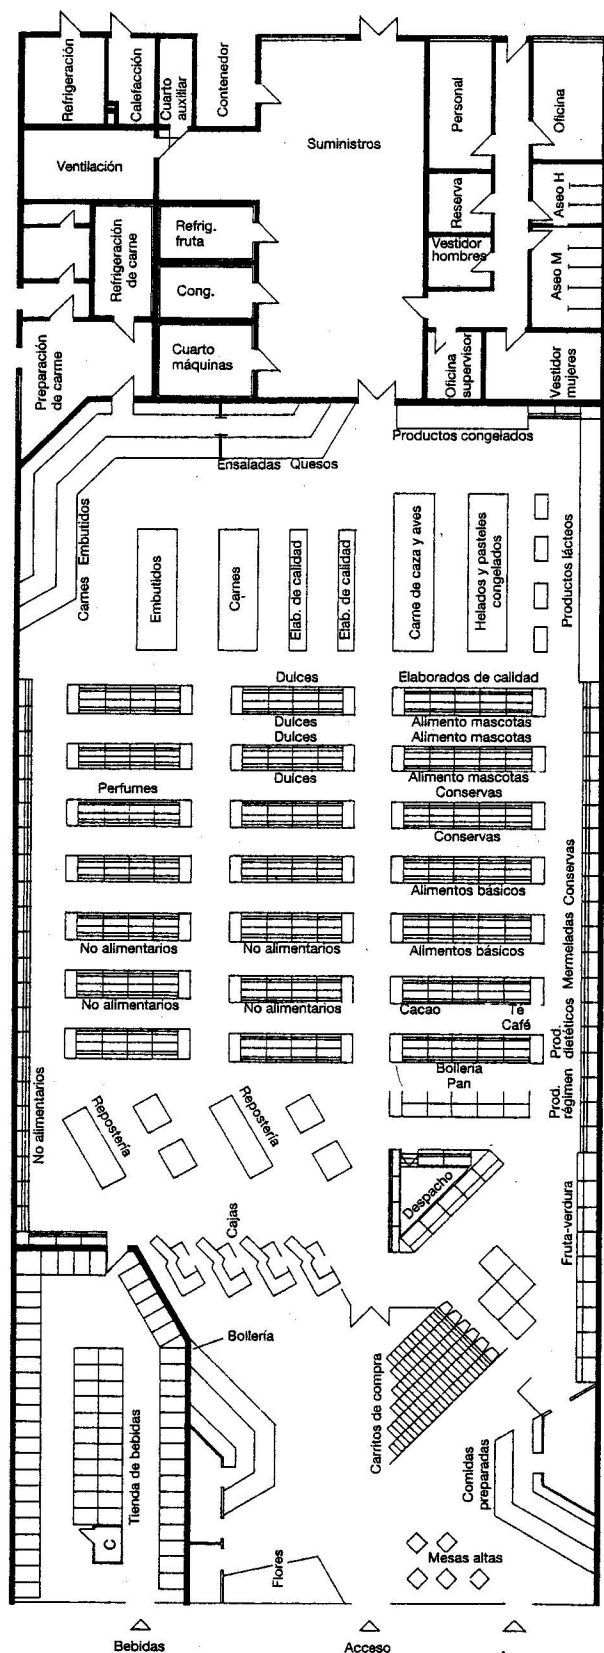 Refrigeración
Calefacción
Cuarto
auxiltiar
Contenedor
Suministros
Personal
Oficina
Ventilación
Reserva
Aseo H
Refrigeración
de carne
Refrig.
fruta
Vestidor
hombres
Aseo M
Cong.
Preparación
de carme
Cuarto
máquinas
Oficina
supervisor
Vestidor
mujeres
Productos congelados
Ensaladas Quesos
Carnes Embutidos
Embutidos
Carnes
Elab. de calidad
Elab. de calidad
Carne de caza y aves
Helados y pasteles
congelados
Productos lácteos
Dulces
Elaborados de calidad
Dulces
Alimento mascotas
Dulces
Alimento mascotas
Dulces
Alimento mascotas
Perfumes
Conservas
Conservas
Alimentos básicos
Conservas
No alimentarios
No alimentarios
Alimentos básicos
Mermeladas
No alimentarios
No alimentarios
Cacao
Te
Café
Prod.
dietéticos
Bolleria
Pan
Prod.
régimen
No alimentarios
Repostería
Repostería
Despacho
Fruta-verdura
Cajas
Boilería
Carritos de compra
Tienda de bebidas
C
Comidas
preparadas
Mesas altas
Flores
Bebidas
Acceso